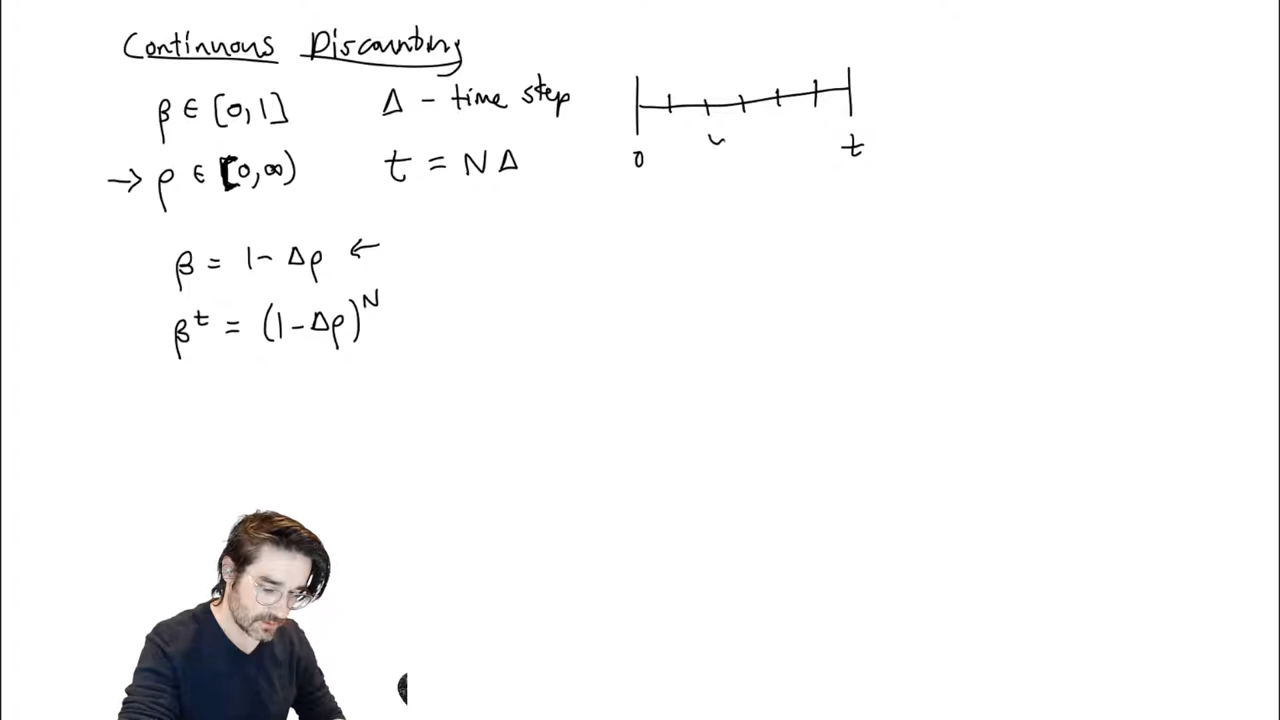 Continuous Discounting
β ∈ [0,1]
Δ - time step
0
t
→ ρ ∈ [0,∞)
t = NΔ
β = 1 - Δρ ←
β^t = (1-Δρ)^N